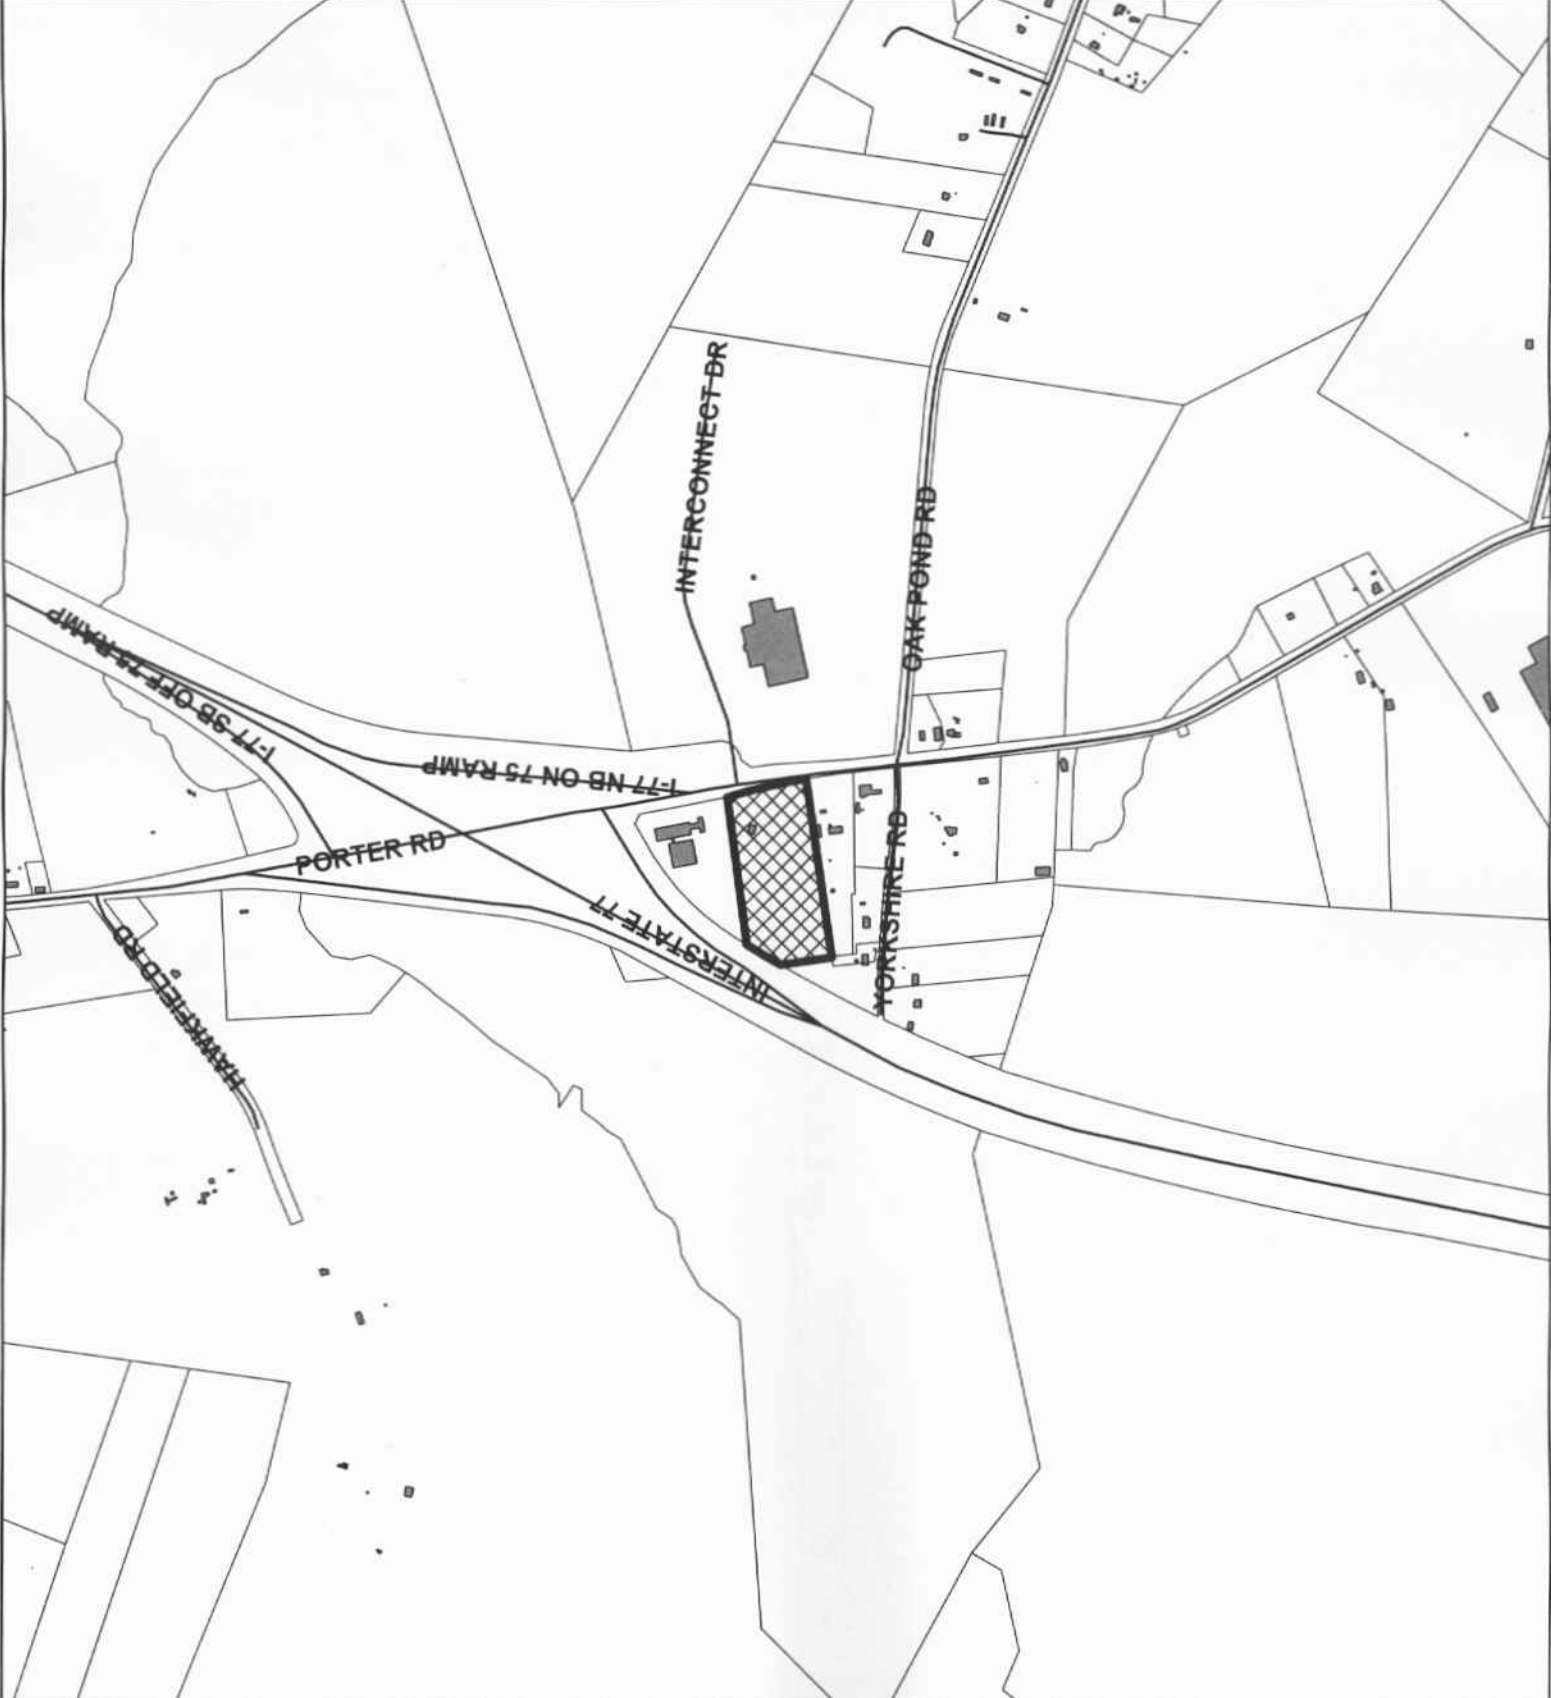 INTERCONNECT DR
OAK POND RD
I-77 SB OFF 75 RAMP
I-77 NB ON 75 RAMP
PORTER RD
YORKSHIRE RD
INTERSTATE 77
HAWKFIELD RD